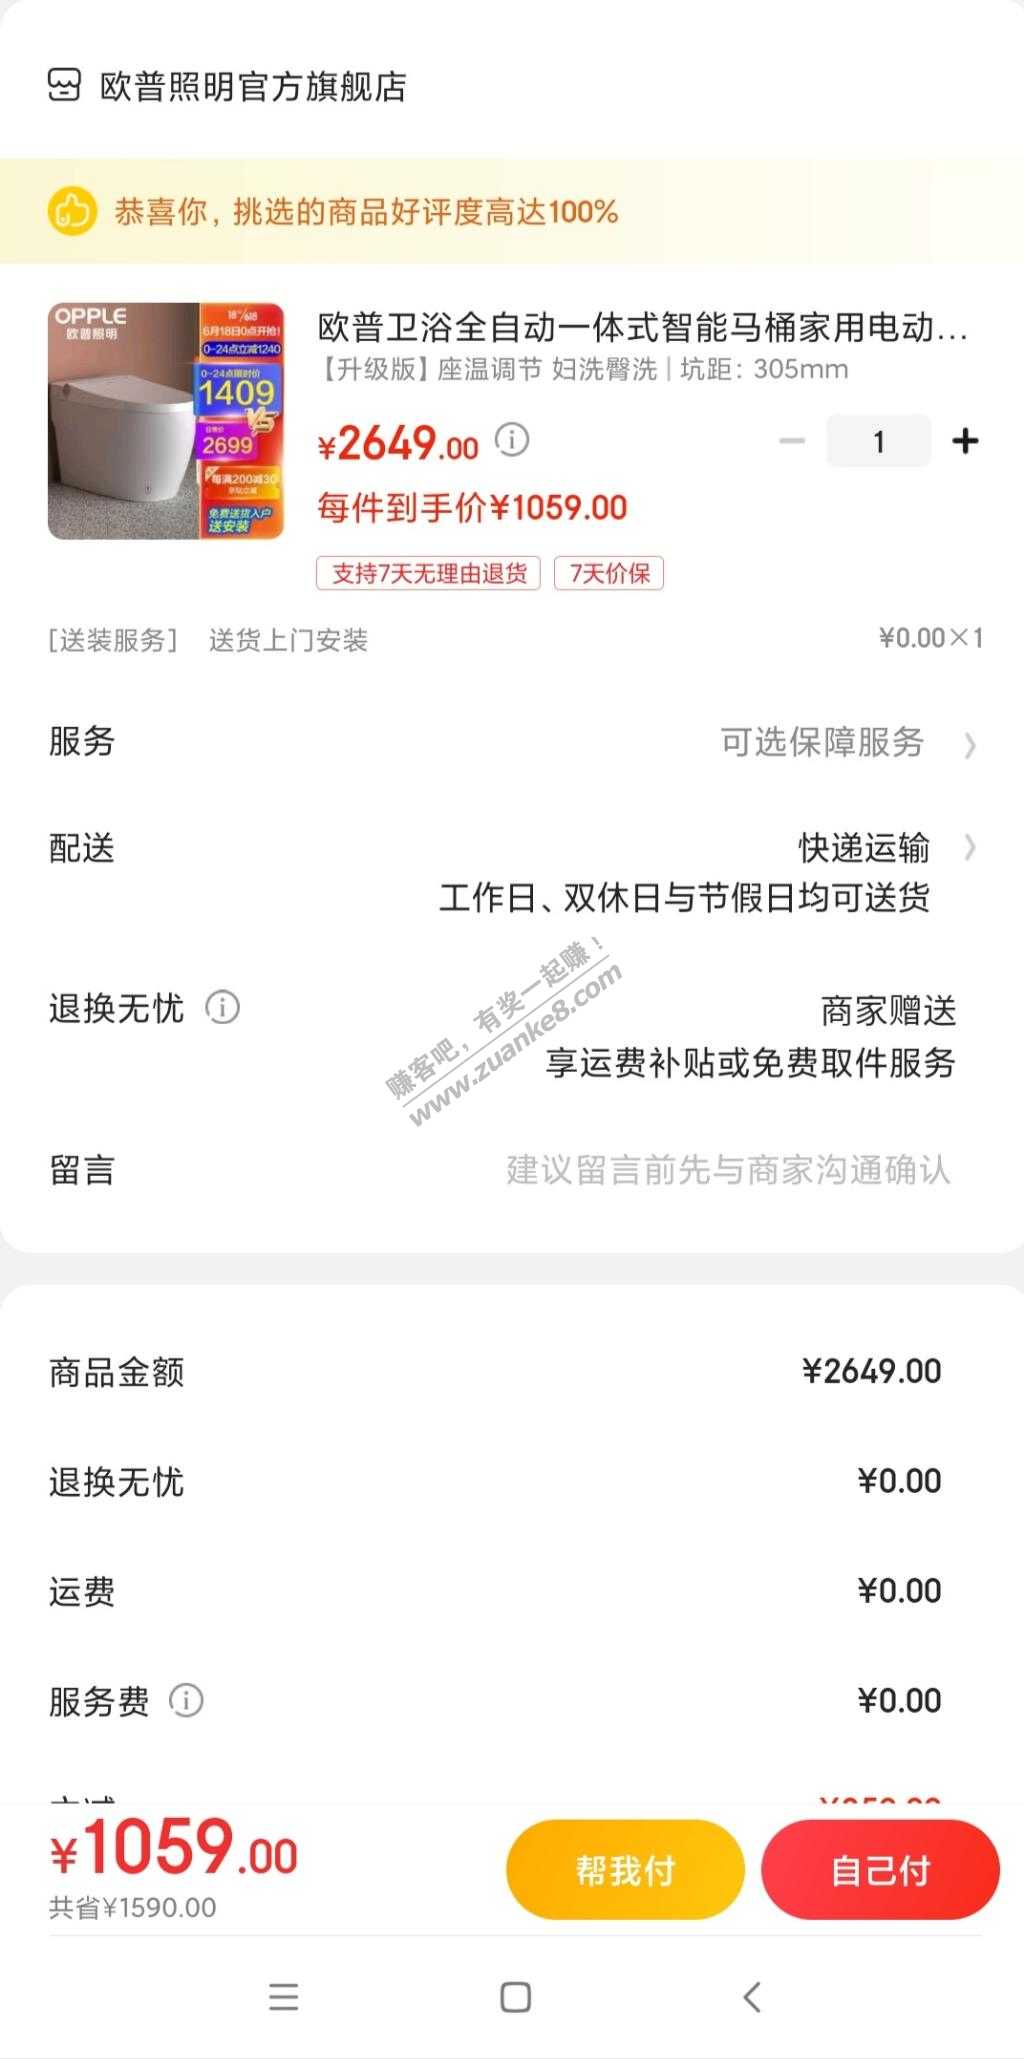 欧普照明官方旗舰店
恭喜你，挑选的商品好评度高达100%
OPPLE
欧普照明
6月18日0点开抢!
0~24点立减1240
0~24点限时价
1409
VS
日常价
2699
每满200减30
免费送货入户
送安装
欧普卫浴全自动一体式智能马桶家用电动...
【升级版】座温调节 妇洗臀洗 | 坑距：305mm
¥2649.00
1
每件到手价¥1059.00
支持7天无理由退货
7天价保
[送装服务] 送货上门安装 ¥0.00×1
服务 可选保障服务
配送 快递运输
工作日、双休日与节假日均可送货
赚客吧，有奖一起赚！
www.zuanke8.com
退换无忧 商家赠送
享运费补贴或免费取件服务
留言 建议留言前先与商家沟通确认
商品金额 ¥2649.00
退换无忧 ¥0.00
运费 ¥0.00
服务费 ¥0.00
¥1059.00
共省¥1590.00
帮我付
自己付